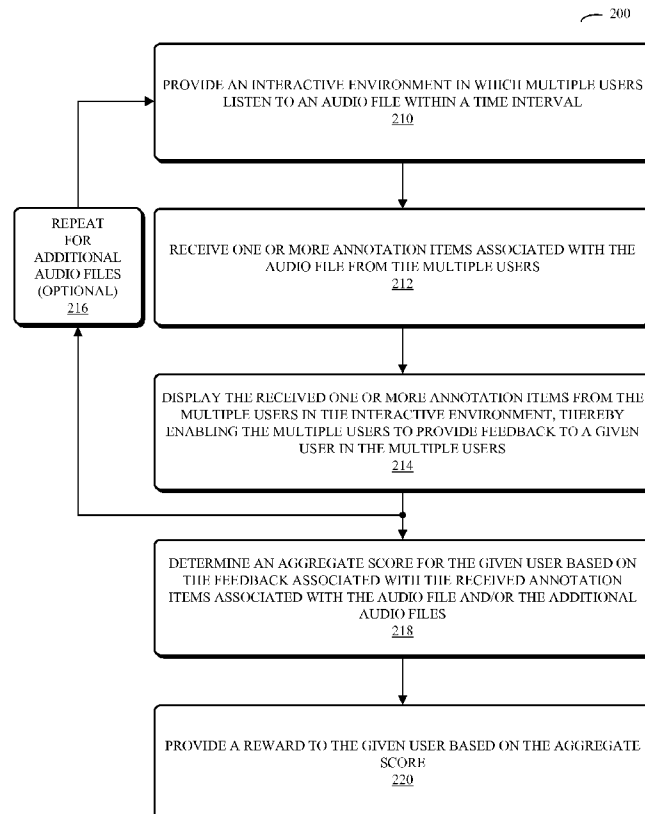 200
PROVIDE AN INTERACTIVE ENVIRONMENT IN WHICH MULTIPLE USERS
LISTEN TO AN AUDIO FILE WITHIN A TIME INTERVAL
210
REPEAT
FOR
ADDITIONAL
AUDIO FILES
(OPTIONAL)
216
RECEIVE ONE OR MORE ANNOTATION ITEMS ASSOCIATED WITH THE
AUDIO FILE FROM THE MULTIPLE USERS
212
DISPLAY THE RECEIVED ONE OR MORE ANNOTATION ITEMS FROM THE
MULTIPLE USERS IN THE INTERACTIVE ENVIRONMENT, THEREBY
ENABLING THE MULTIPLE USERS TO PROVIDE FEEDBACK TO A GIVEN
USER IN THE MULTIPLE USERS
214
DETERMINE AN AGGREGATE SCORE FOR THE GIVEN USER BASED ON
THE FEEDBACK ASSOCIATED WITH THE RECEIVED ANNOTATION
ITEMS ASSOCIATED WITH THE AUDIO FILE AND/OR THE ADDITIONAL
AUDIO FILES
218
PROVIDE A REWARD TO THE GIVEN USER BASED ON THE AGGREGATE
SCORE
220